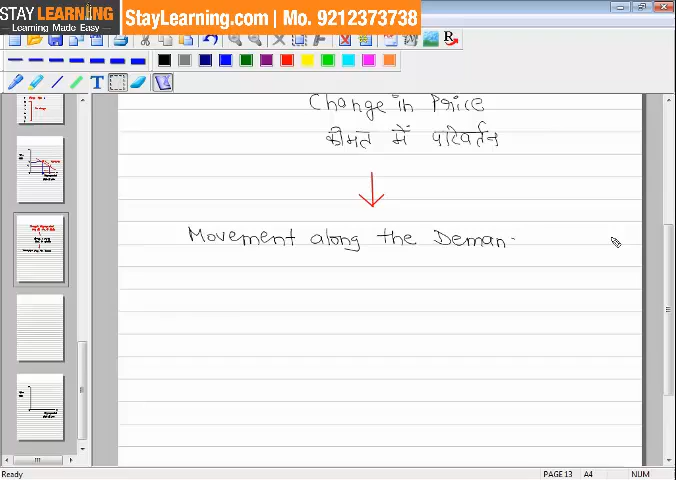 STAY LEARNING
Learning Made Easy
StayLearning.com | Mo. 9212373738
Change in Price
कीमत में परिवर्तन
Movement along the Deman
Ready
PAGE 13
A4
NUM